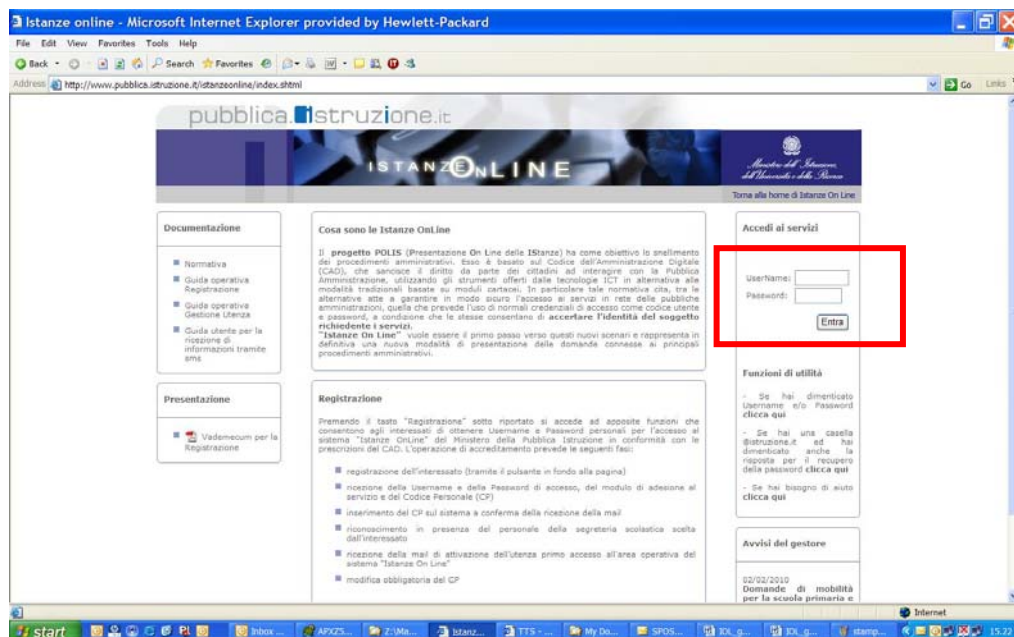 Istanze online - Microsoft Internet Explorer provided by Hewlett-Packard
File Edit View Favorites Tools Help
Back Search Favorites
Address http://www.pubblica.istruzione.it/istanzeonline/index.shtml Go Links
pubblica.istruzione.it
ISTANZE ONLINE
Ministero dell'Istruzione,
dell'Università e della Ricerca
Torna alla home di Istanze On Line
Documentazione
Normativa
Guida operativa
Registrazione
Guida operativa
Gestione Utenza
Guida utente per la
ricezione di
informazioni tramite
sms
Presentazione
Vademecum per la
Registrazione
Cosa sono le Istanze OnLine
Il progetto POLIS (Presentazione On Line delle IStanze) ha come obiettivo lo snellimento
dei procedimenti amministrativi. Esso è basato sul Codice dell'Amministrazione Digitale
(CAD), che sancisce il diritto da parte dei cittadini ad interagire con la Pubblica
Amministrazione, utilizzando gli strumenti offerti dalle tecnologie ICT in alternativa alle
modalità tradizionali basate su moduli cartacei. In particolare tale normativa cita, tra le
alternative atte a garantire in modo sicuro l'accesso ai servizi in rete delle pubbliche
amministrazioni, quella che prevede l'uso di normali credenziali di accesso come codice utente
e password, a condizione che le stesse consentano di accertare l'identità del soggetto
richiedente i servizi.
"Istanze On Line" vuole essere il primo passo verso questi nuovi scenari e rappresenta in
definitiva una nuova modalità di presentazione delle domande connesse ai principali
procedimenti amministrativi.
Registrazione
Premendo il tasto "Registrazione" sotto riportato si accede ad apposite funzioni che
consentono agli interessati di ottenere Username e Password personali per l'accesso al
sistema "Istanze OnLine" del Ministero della Pubblica Istruzione in conformità con le
prescrizioni del CAD. L'operazione di accreditamento prevede le seguenti fasi:
registrazione dell'interessato (tramite il pulsante in fondo alla pagina)
ricezione della Username e della Password di accesso, del modulo di adesione al
servizio e del Codice Personale (CP)
inserimento del CP sul sistema a conferma della ricezione della mail
riconoscimento in presenza del personale della segreteria scolastica scelta
dall'interessato
ricezione della mail di attivazione dell'utenza primo accesso all'area operativa del
sistema "Istanze On Line"
modifica obbligatoria del CP
Accedi ai servizi
UserName:
Password:
Entra
Funzioni di utilità
- Se hai dimenticato
Username e/o Password
clicca qui
- Se hai una casella
@istruzione.it ed hai
dimenticato anche la
risposta per il recupero
della password clicca qui
- Se hai bisogno di aiuto
clicca qui
Avvisi del gestore
02/02/2010
Domande di mobilità
per la scuola primaria e
Internet
start Inbox ... APXZS... Z:\Ma... Istanz... TTS - ... My Do... SPOS... IOL_g... IOL_g... stamp... 15.22